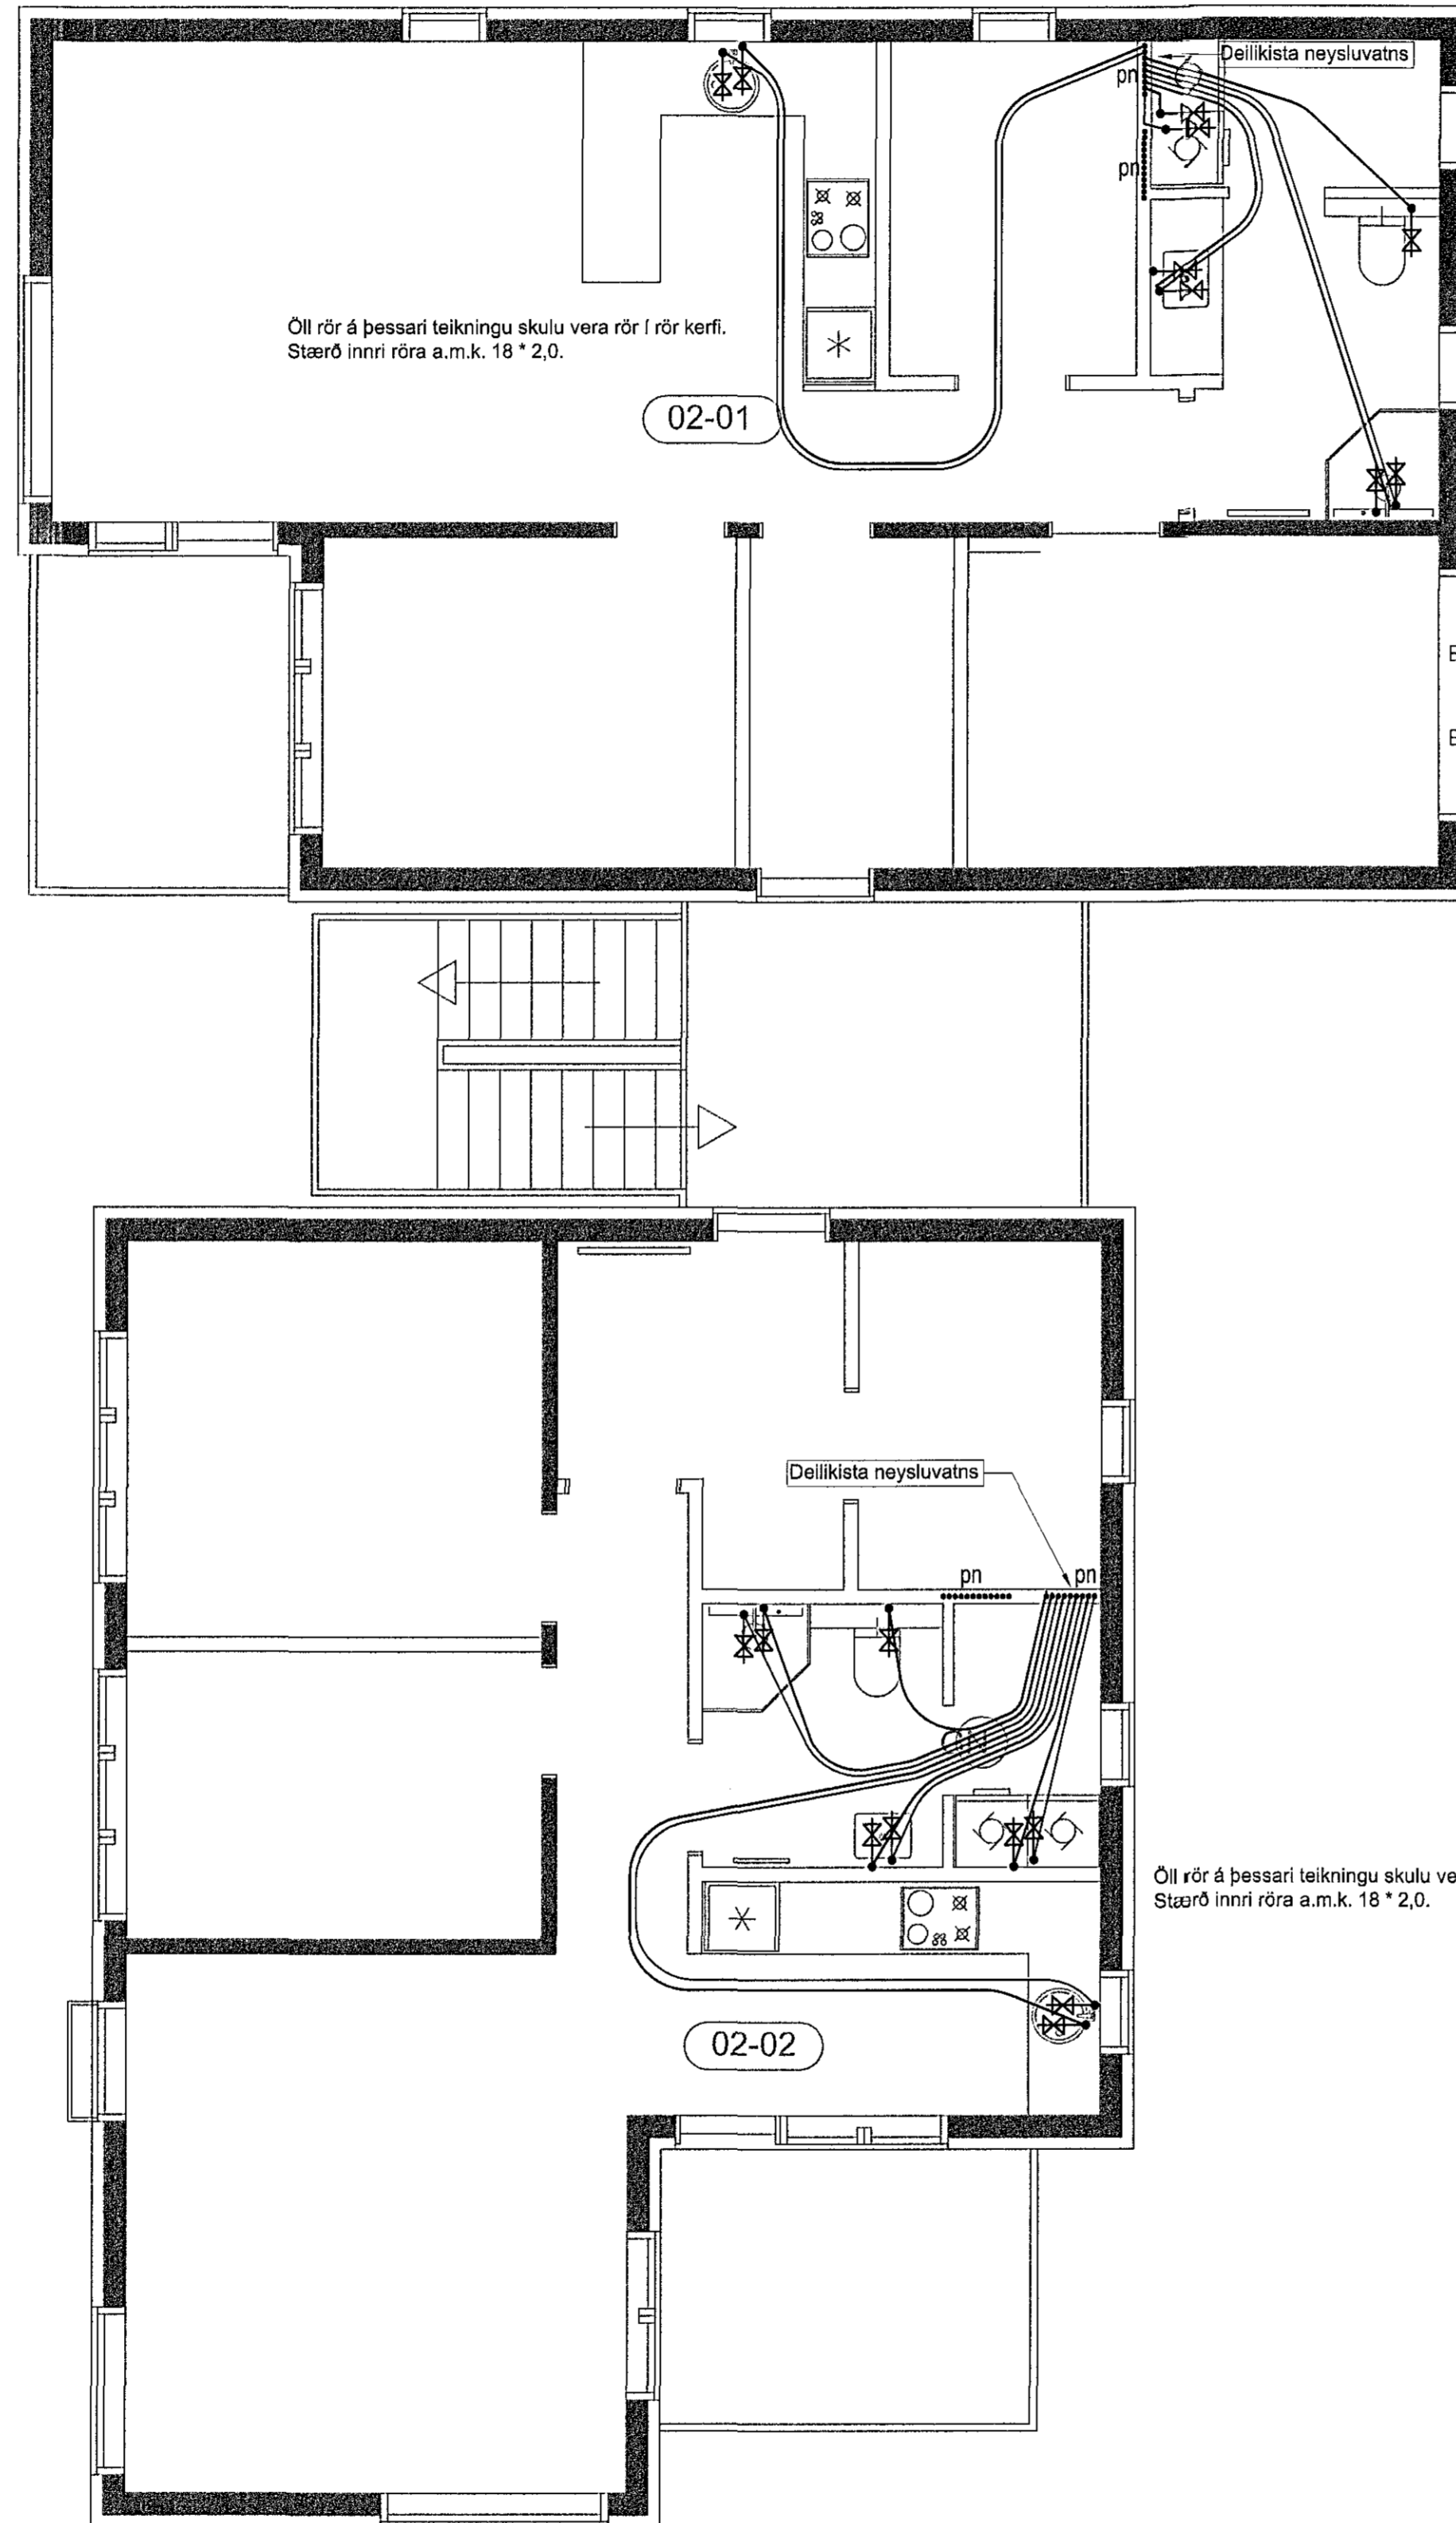 Deilikista neysluvatns
pn
pn
Öll rör á þessari teikningu skulu vera rör í rör kerfi.
Stærð innri röra a.m.k. 18 * 2,0.
02-01
E
E
Deilikista neysluvatns
pn
pn
Öll rör á þessari teikningu skulu ve
Stærð innri röra a.m.k. 18 * 2,0.
02-02